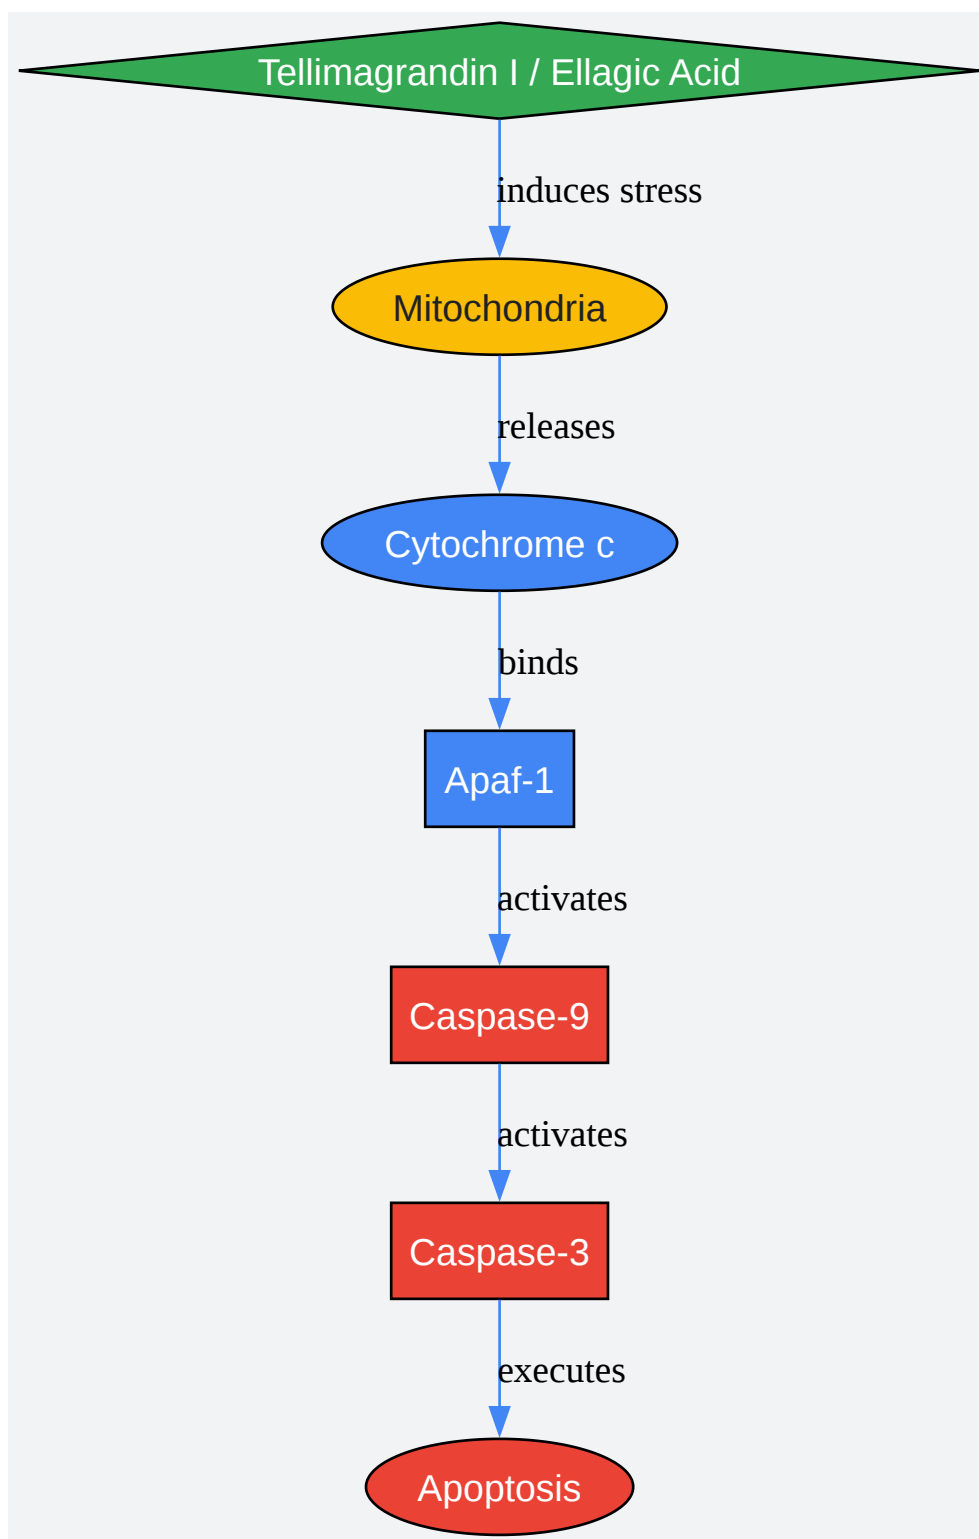 Tellimagrandin I / Ellagic Acid
induces stress
Mitochondria
releases
Cytochrome c
binds
Apaf-1
activates
Caspase-9
activates
Caspase-3
executes
Apoptosis